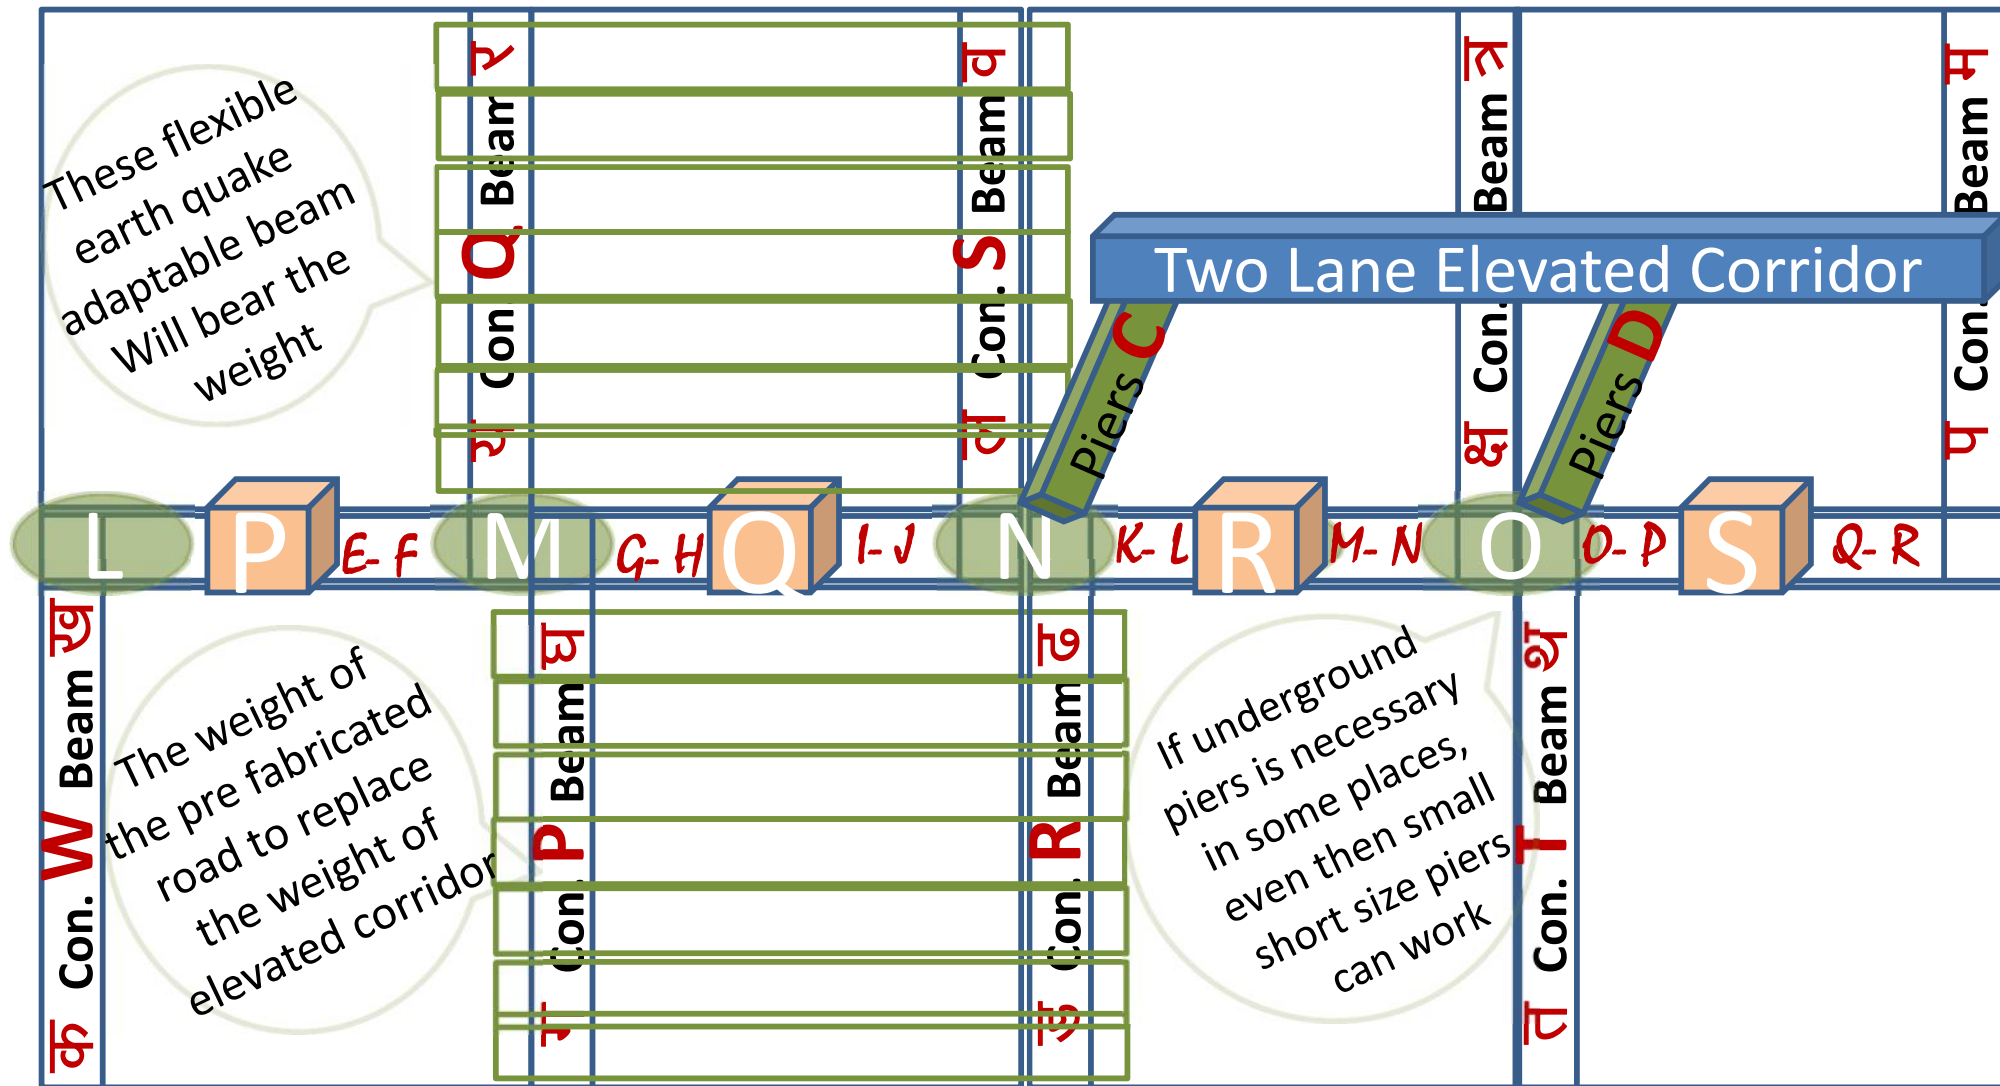 These flexible
earth quake
adaptable beam
Will bear the
weight
य Con. Q Beam र
ल Con. S Beam व
क्ष Con. Beam त्र
प Con. Beam म
Two Lane Elevated Corridor
Piers C
Piers D
L P E-F M G-H Q I-J N K-L R M-N O O-P S Q-R
क Con. W Beam ख
The weight of
the pre fabricated
road to replace
the weight of
elevated corridor
Con. P Beam घ
Con. R Beam ढ
If underground
piers is necessary
in some places,
even then small
short size piers
can work
त Con. T Beam थ